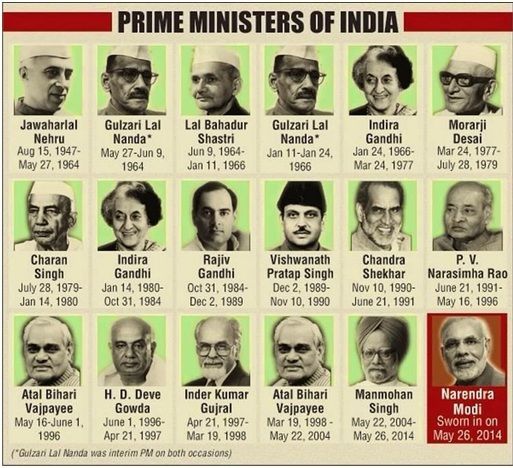 PRIME MINISTERS OF INDIA
Jawaharlal
Nehru
Aug 15, 1947-
May 27, 1964
Gulzari Lal
Nanda*
May 27-Jun 9,
1964
Lal Bahadur
Shastri
Jun 9, 1964-
Jan 11, 1966
Gulzari Lal
Nanda*
Jan 11-Jan 24,
1966
Indira
Gandhi
Jan 24, 1966-
Mar 24, 1977
Morarji
Desai
Mar 24, 1977-
July 28, 1979
Charan
Singh
July 28, 1979-
Jan 14, 1980
Indira
Gandhi
Jan 14, 1980-
Oct 31, 1984
Rajiv
Gandhi
Oct 31, 1984-
Dec 2, 1989
Vishwanath
Pratap Singh
Dec 2, 1989-
Nov 10, 1990
Chandra
Shekhar
Nov 10, 1990-
June 21, 1991
P. V.
Narasimha Rao
June 21, 1991-
May 16, 1996
Atal Bihari
Vajpayee
May 16-June 1,
1996
H. D. Deve
Gowda
June 1, 1996-
Apr 21, 1997
Inder Kumar
Gujral
Apr 21, 1997-
Mar 19, 1998
Atal Bihari
Vajpayee
Mar 19, 1998 -
May 22, 2004
Manmohan
Singh
May 22, 2004-
May 26, 2014
Narendra
Modi
Sworn in on
May 26, 2014
(*Gulzari Lal Nanda was interim PM on both occasions)